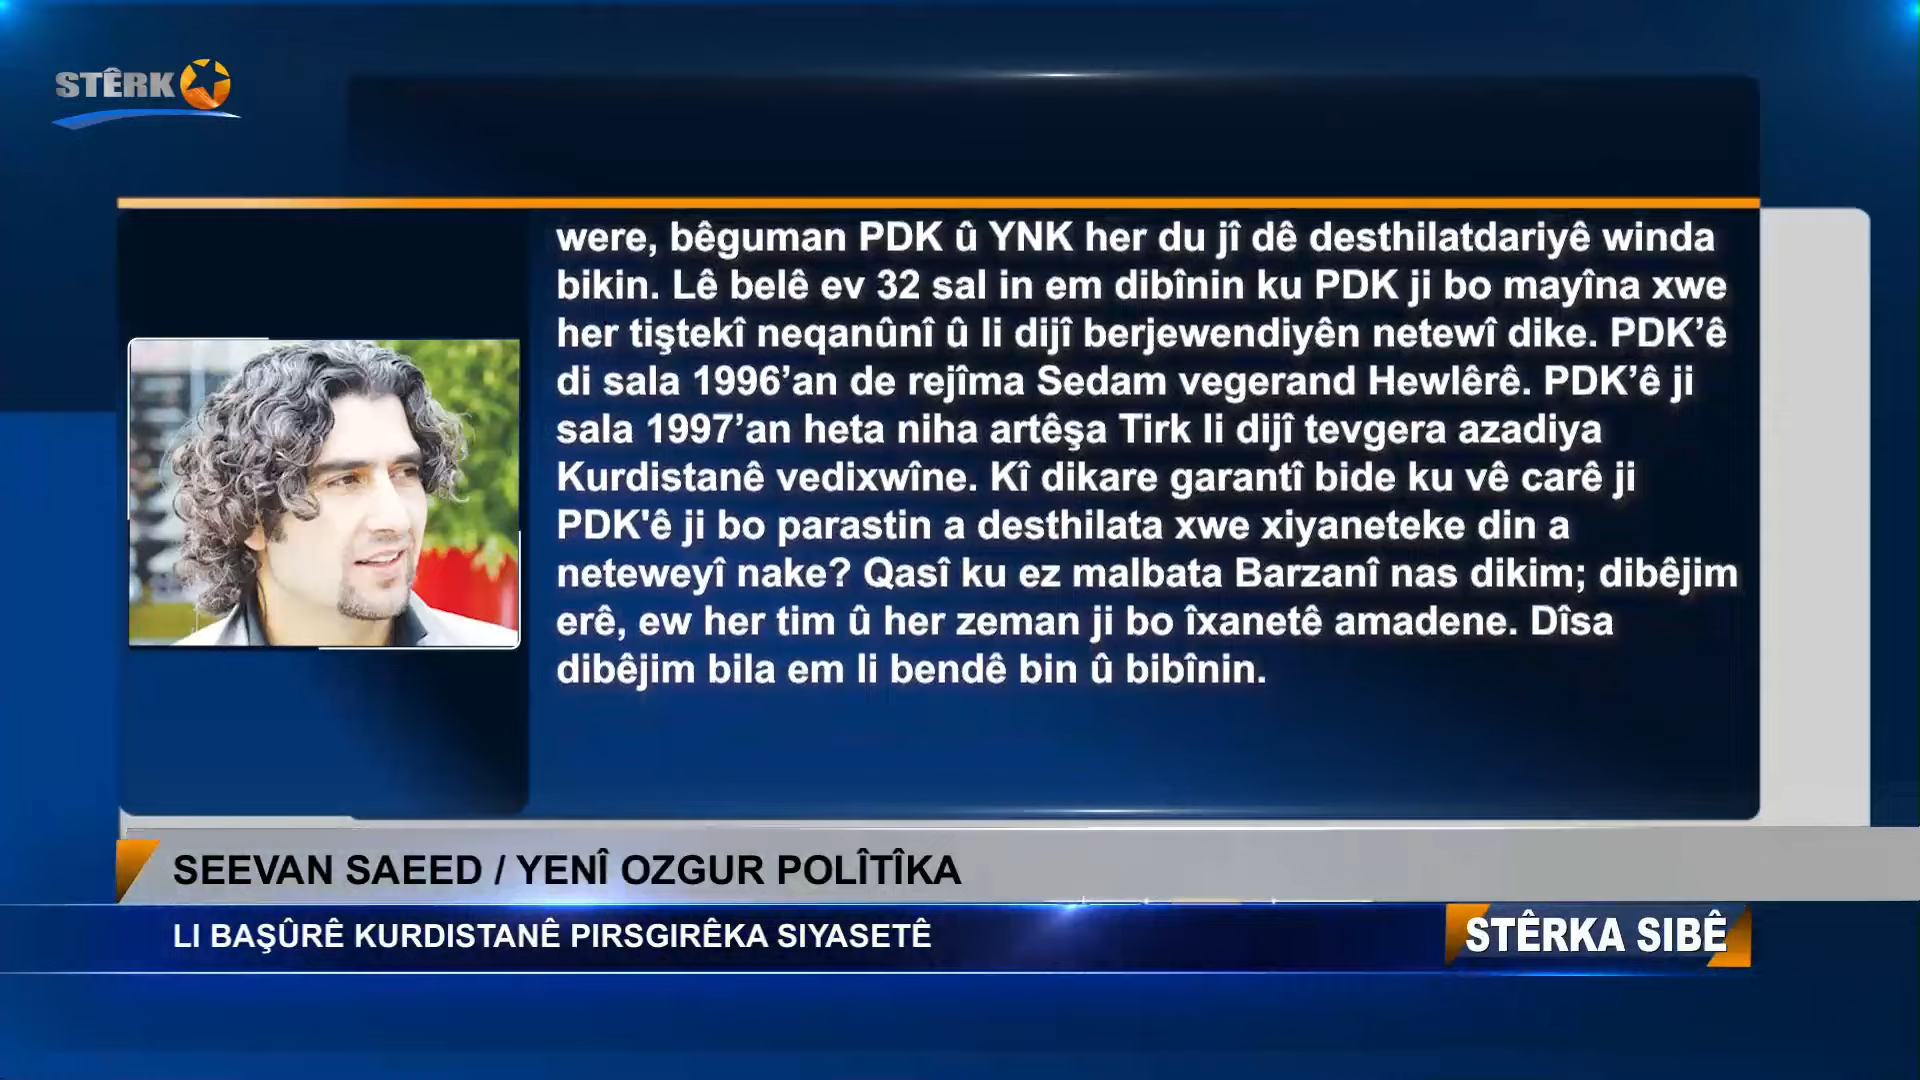 STÊRK
were, bêguman PDK û YNK her du jî dê desthilatdariyê winda
bikin. Lê belê ev 32 sal in em dibînin ku PDK ji bo mayîna xwe
her tiştekî neqanûnî û li dijî berjewendiyên netewî dike. PDK’ê
di sala 1996’an de rejîma Sedam vegerand Hewlêrê. PDK’ê ji
sala 1997’an heta niha artêşa Tirk li dijî tevgera azadiya
Kurdistanê vedixwîne. Kî dikare garantî bide ku vê carê ji
PDK'ê ji bo parastin a desthilata xwe xiyaneteke din a
neteweyî nake? Qasî ku ez malbata Barzanî nas dikim; dibêjim
erê, ew her tim û her zeman ji bo îxanetê amadene. Dîsa
dibêjim bila em li bendê bin û bibînin.
SEEVAN SAEED / YENÎ OZGUR POLÎTÎKA
LI BAŞÛRÊ KURDISTANÊ PIRSGIRÊKA SIYASETÊ
STÊRKA SIBÊ